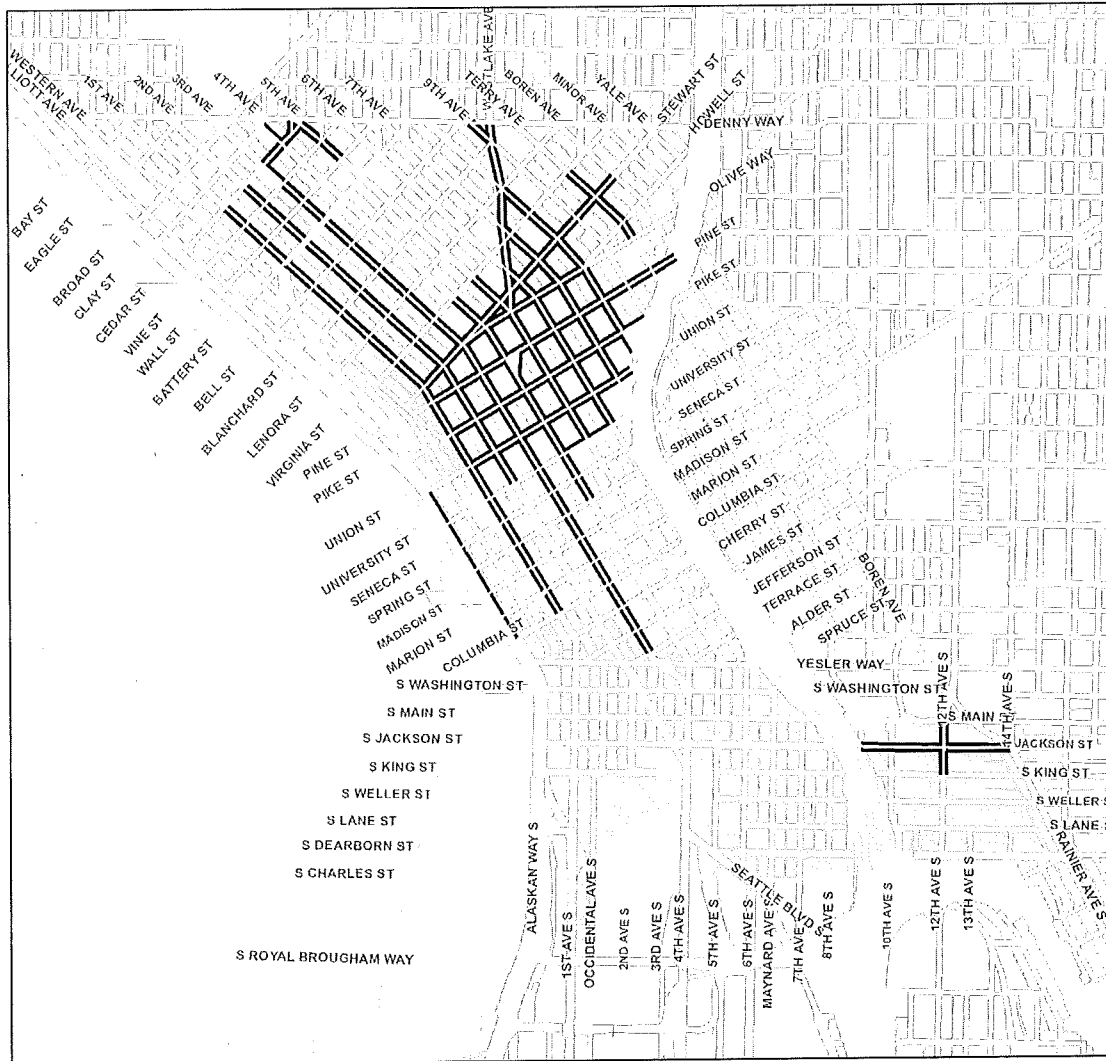 WESTERN AVE
LLIOTT AVE
1ST AVE
2ND AVE
3RD AVE
4TH AVE
5TH AVE
6TH AVE
7TH AVE
9TH AVE
WESTLAKE AVE
TERRY AVE
BOREN AVE
MINOR AVE
YALE AVE
STEWART ST
HOWELL ST
DENNY WAY
OLIVE WAY
PINE ST
PIKE ST
UNION ST
UNIVERSITY ST
SENECA ST
SPRING ST
MADISON ST
MARION ST
COLUMBIA ST
CHERRY ST
JAMES ST
JEFFERSON ST
TERRACE ST
ALDER ST
SPRUCE ST
BOREN AVE
YESLER WAY
S WASHINGTON ST
12TH AVE S
S MAIN
14TH AVE S
JACKSON ST
S KING ST
S WELLER S
S LANE S
RAINIER AVE S
BAY ST
EAGLE ST
BROAD ST
CLAY ST
CEDAR ST
VINE ST
WALL ST
BATTERY ST
BELL ST
BLANCHARD ST
LENORA ST
VIRGINIA ST
PINE ST
PIKE ST
UNION ST
UNIVERSITY ST
SENECA ST
SPRING ST
MADISON ST
MARION ST
COLUMBIA ST
S WASHINGTON ST
S MAIN ST
S JACKSON ST
S KING ST
S WELLER ST
S LANE ST
S DEARBORN ST
S CHARLES ST
S ROYAL BROUGHAM WAY
ALASKAN WAY S
1ST AVE S
OCCIDENTAL AVE S
2ND AVE S
3RD AVE S
4TH AVE S
5TH AVE S
6TH AVE S
MAYNARD AVE S
7TH AVE S
8TH AVE S
SEATTLE BLVD S
10TH AVE S
12TH AVE S
13TH AVE S